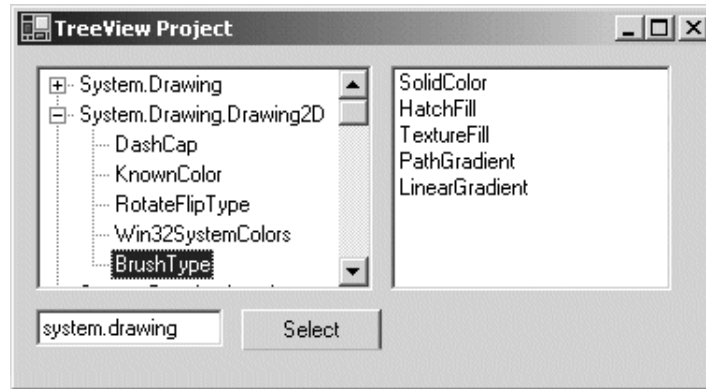 TreeView Project
System.Drawing
System.Drawing.Drawing2D
DashCap
KnownColor
RotateFlipType
Win32SystemColors
BrushType
SolidColor
HatchFill
TextureFill
PathGradient
LinearGradient
system.drawing
Select